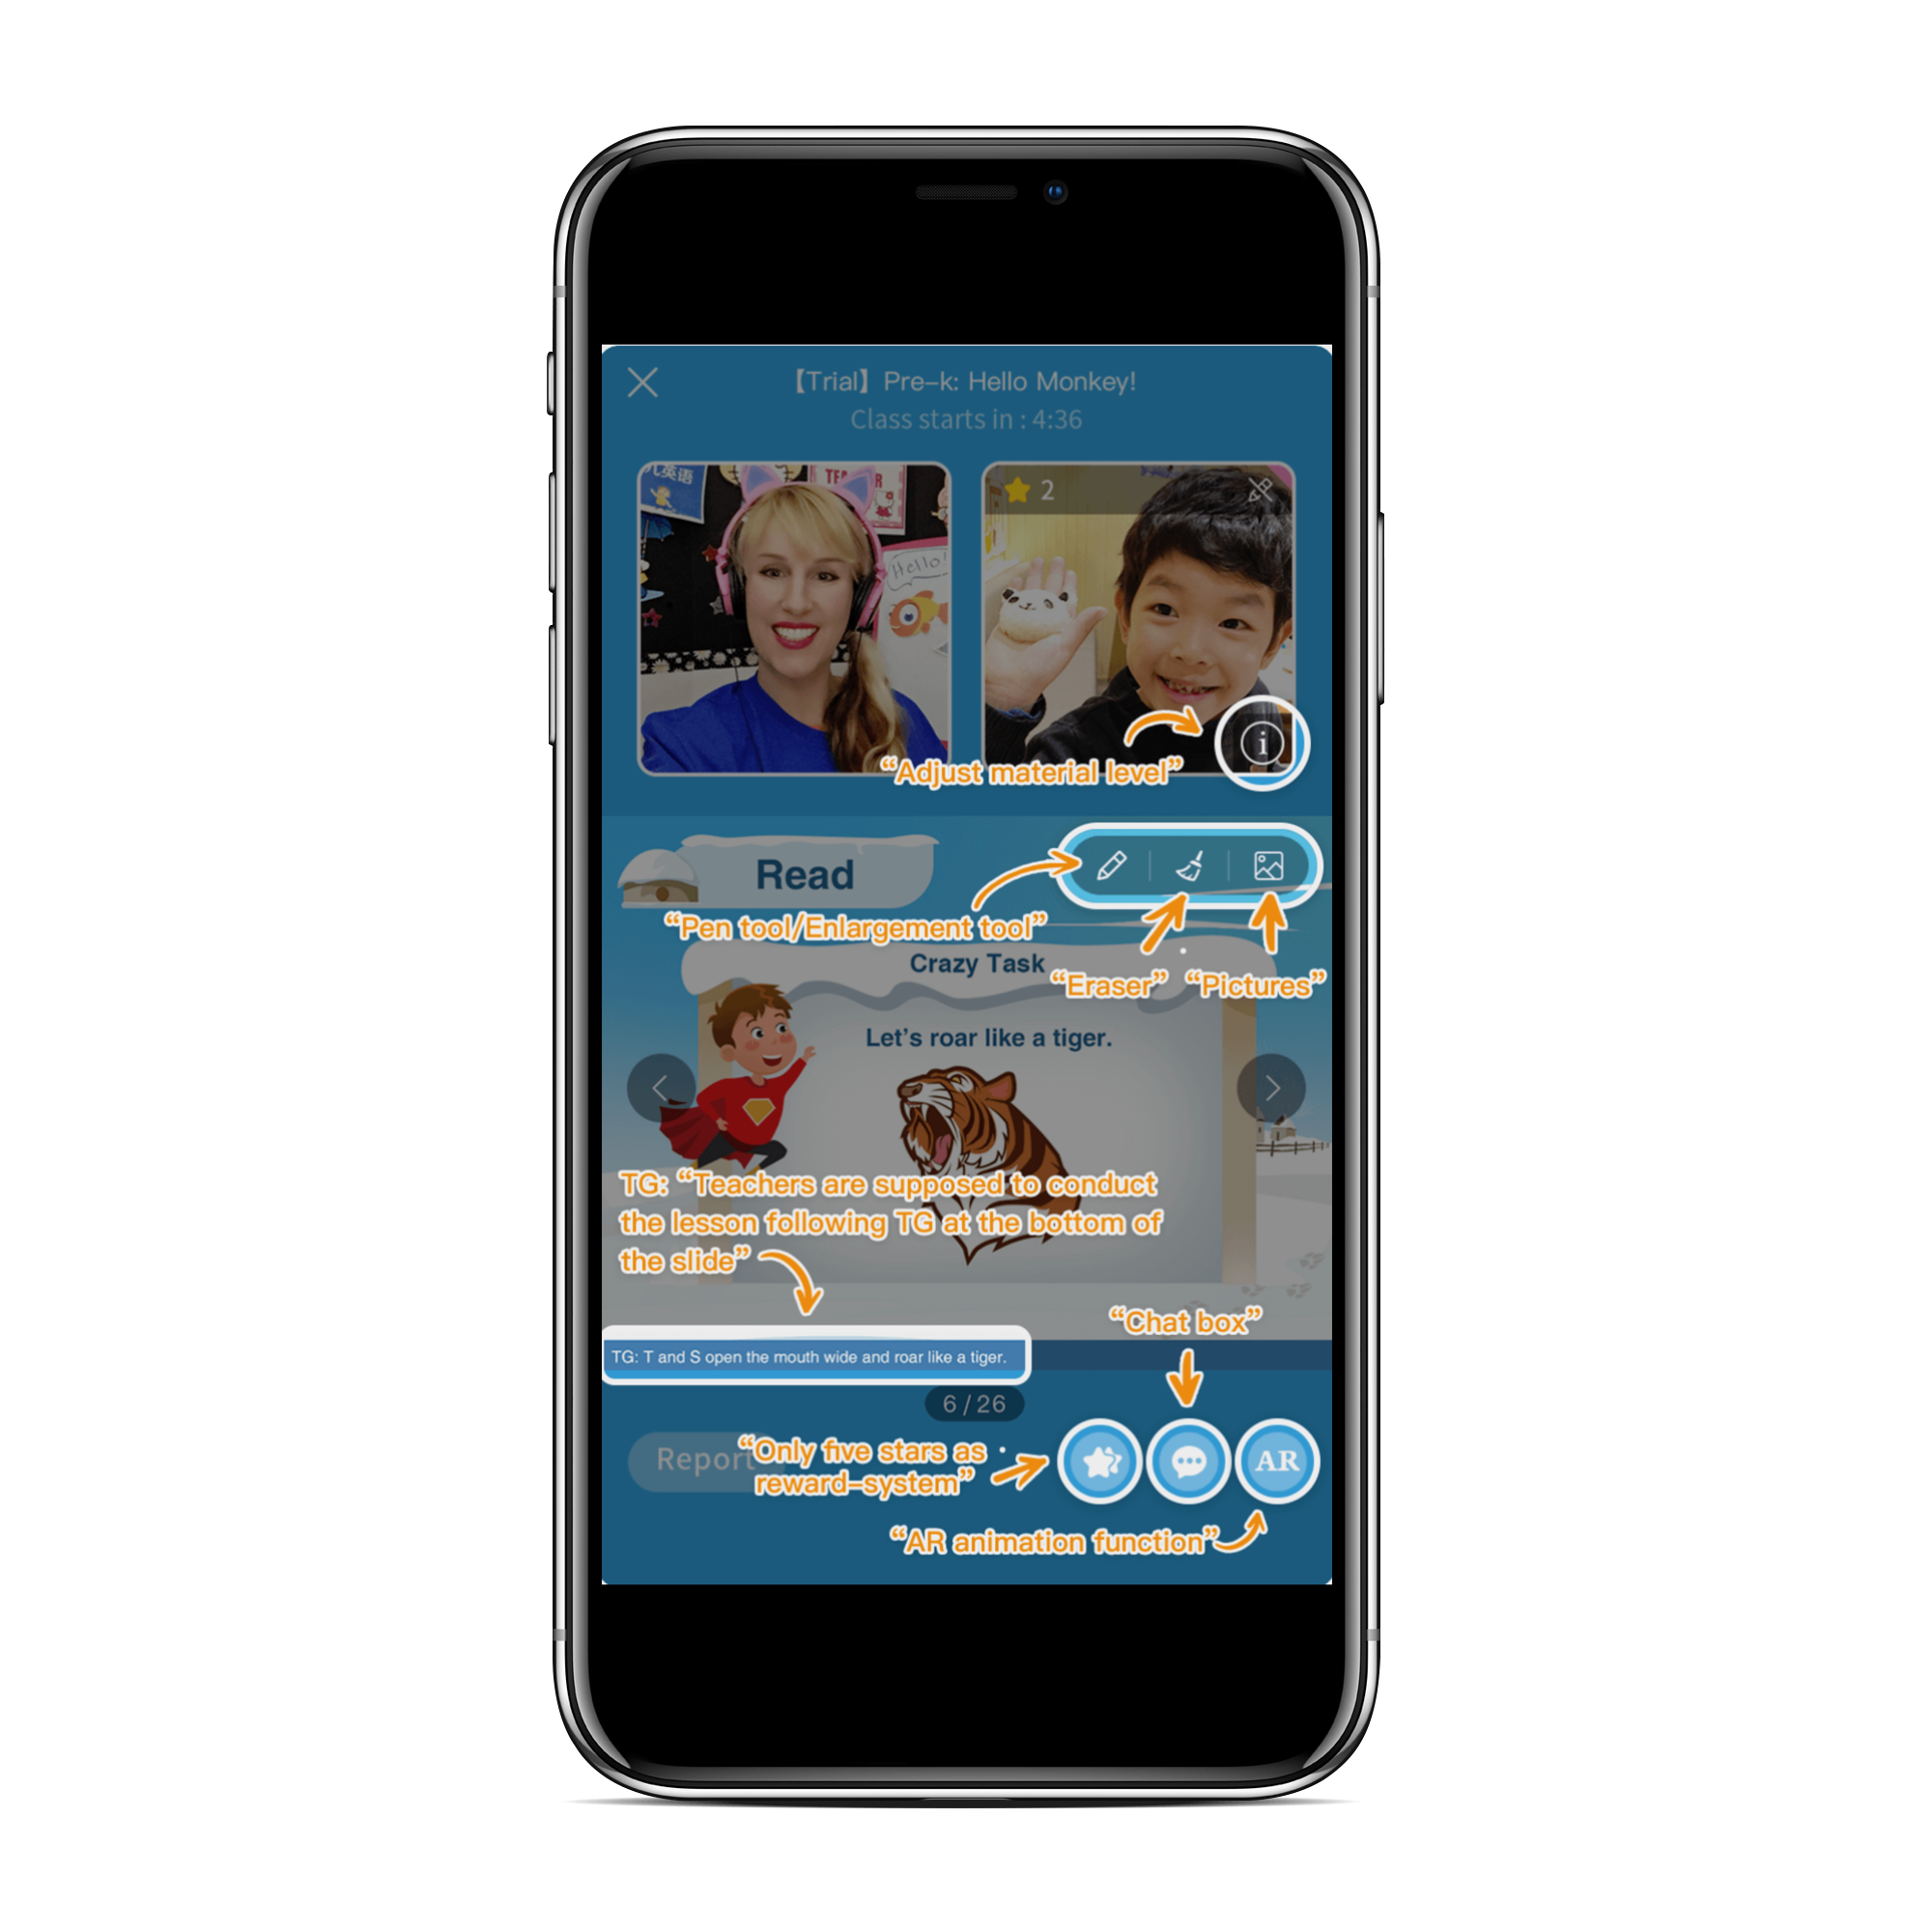 【Trial】Pre-k: Hello Monkey!
Class starts in : 4:36
儿英语
Hello!
2
“Adjust material level”
i
Read
“Pen tool/Enlargement tool”
“Eraser” “Pictures”
Crazy Task
Let’s roar like a tiger.
TG: “Teachers are supposed to conduct
the lesson following TG at the bottom of
the slide”
“Chat box”
TG: T and S open the mouth wide and roar like a tiger.
6 / 26
Report
“Only five stars as
reward-system”
AR
“AR animation function”